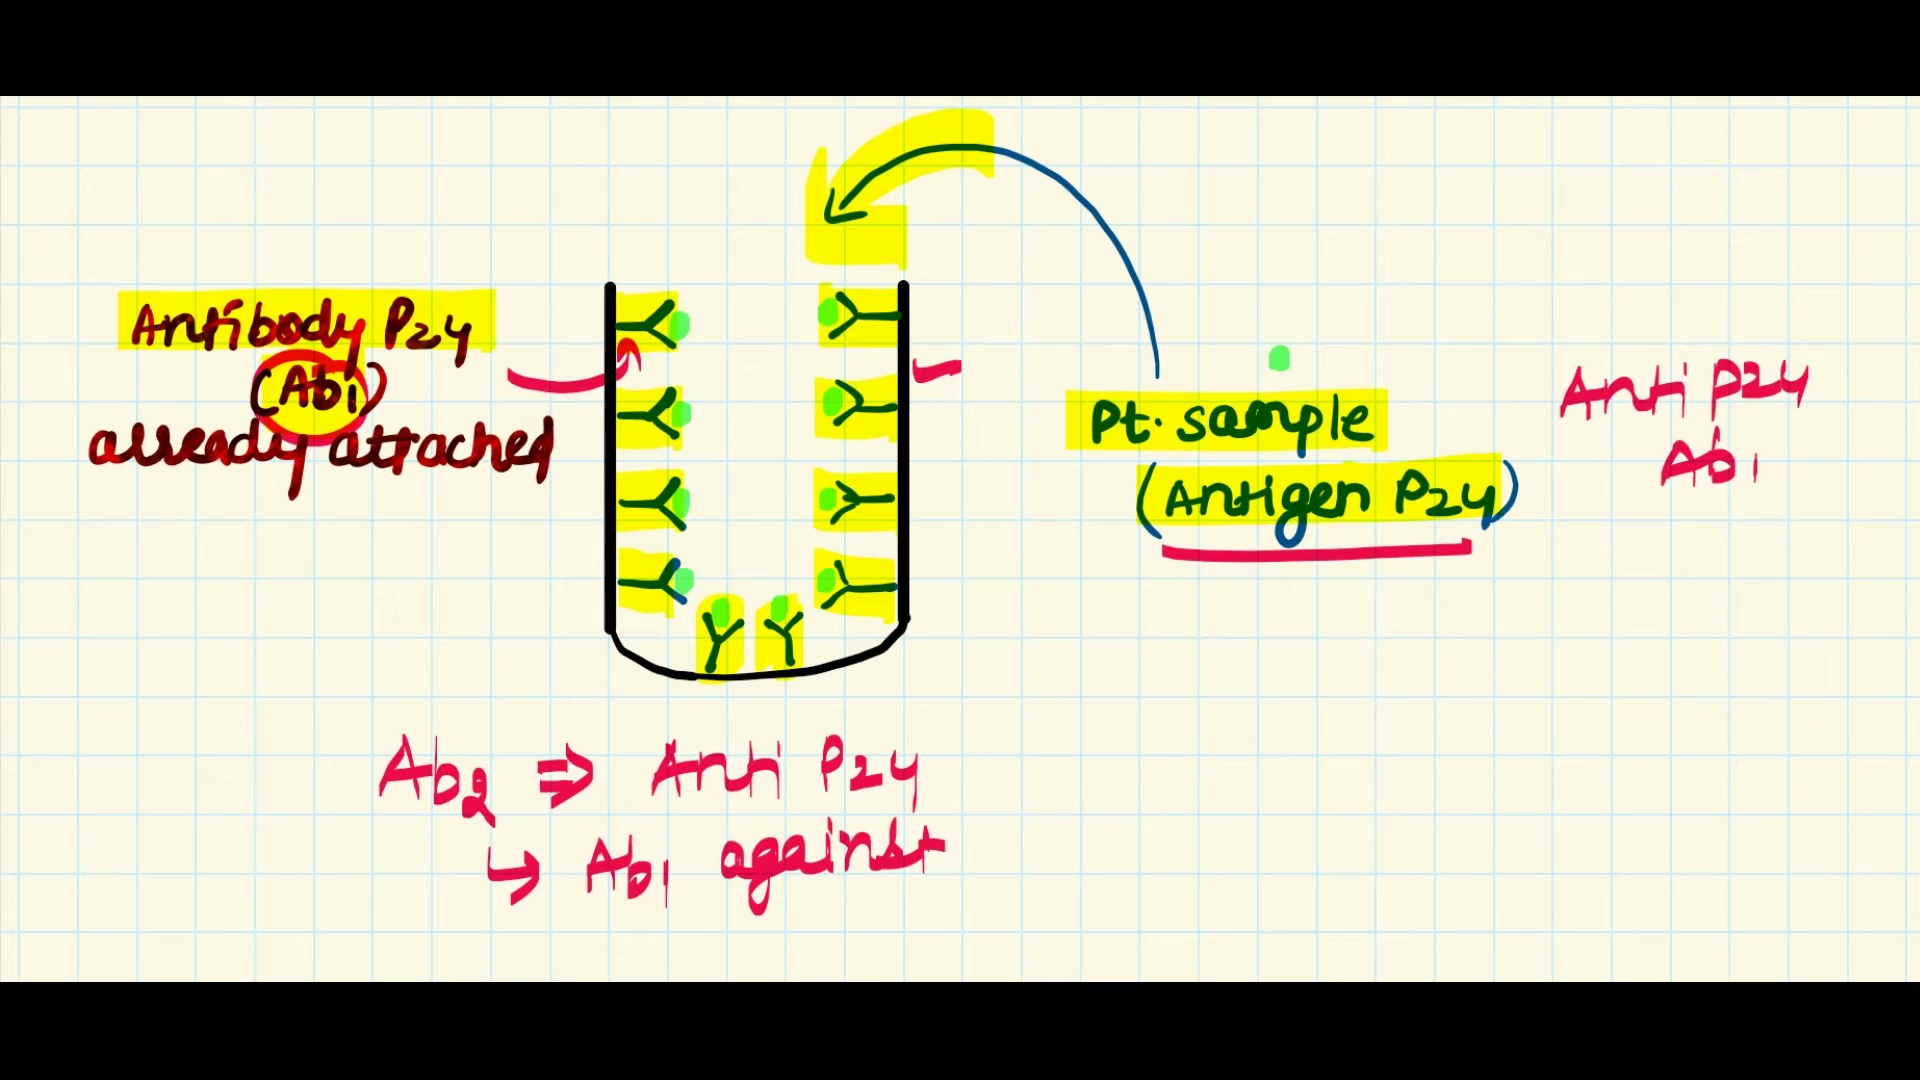 Antibody P24
(Ab1)
already attached
Pt. sample
(Antigen P24)
Anti P24
Ab1
Ab2 ⇒ Anti P24
↳ Ab1 against